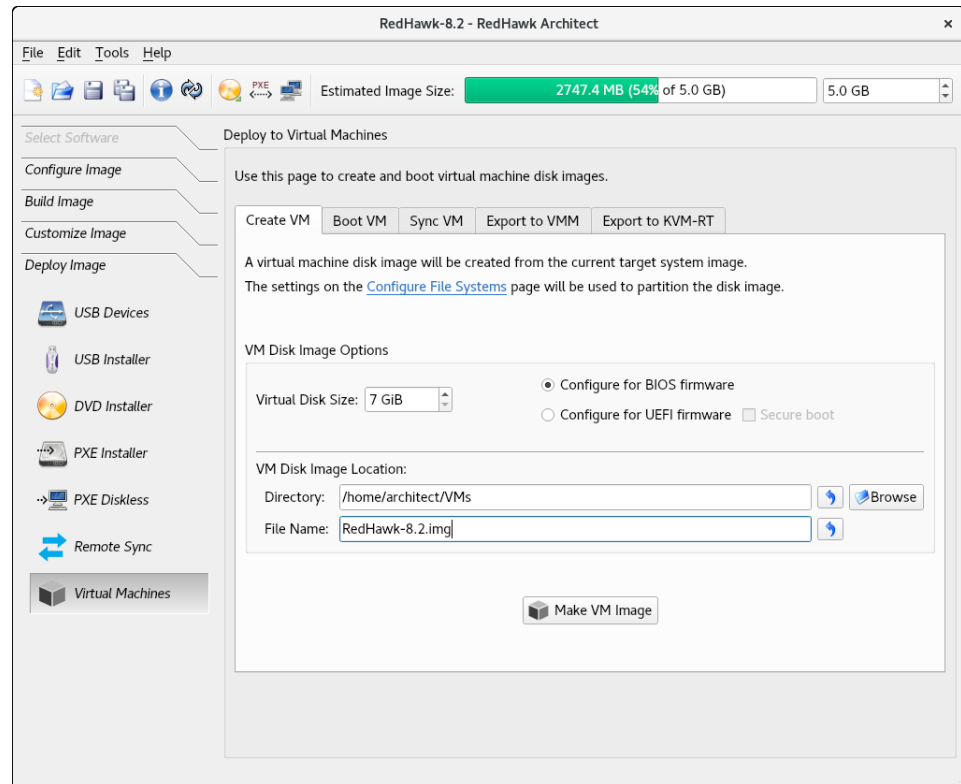 RedHawk-8.2 - RedHawk Architect
File Edit Tools Help
PXE
Estimated Image Size: 2747.4 MB (54% of 5.0 GB) 5.0 GB
Select Software
Configure Image
Build Image
Customize Image
Deploy Image
USB Devices
USB Installer
DVD Installer
PXE Installer
PXE Diskless
Remote Sync
Virtual Machines
Deploy to Virtual Machines
Use this page to create and boot virtual machine disk images.
Create VM Boot VM Sync VM Export to VMM Export to KVM-RT
A virtual machine disk image will be created from the current target system image.
The settings on the Configure File Systems page will be used to partition the disk image.
VM Disk Image Options
Virtual Disk Size: 7 GiB
Configure for BIOS firmware
Configure for UEFI firmware Secure boot
VM Disk Image Location:
Directory: /home/architect/VMs Browse
File Name: RedHawk-8.2.img
Make VM Image